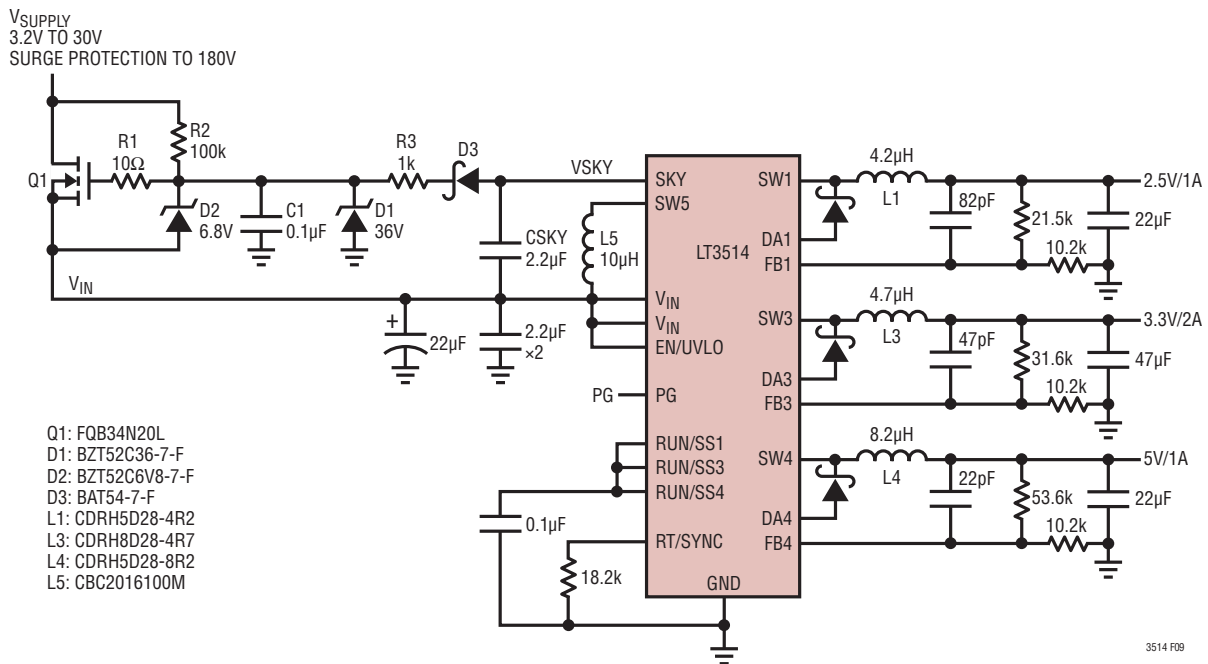 VSUPPLY
3.2V TO 30V
SURGE PROTECTION TO 180V
Q1
R1
10Ω
R2
100k
D2
6.8V
C1
0.1µF
D1
36V
R3
1k
D3
VSKY
CSKY
2.2µF
L5
10µH
VIN
+
22µF
2.2µF
×2
PG
0.1µF
18.2k
SKY
SW5
VIN
VIN
EN/UVLO
PG
RUN/SS1
RUN/SS3
RUN/SS4
RT/SYNC
GND
LT3514
SW1
DA1
FB1
SW3
DA3
FB3
SW4
DA4
FB4
4.2µH
L1
82pF
21.5k
10.2k
22µF
2.5V/1A
4.7µH
L3
47pF
31.6k
10.2k
47µF
3.3V/2A
8.2µH
L4
22pF
53.6k
10.2k
22µF
5V/1A
Q1: FQB34N20L
D1: BZT52C36-7-F
D2: BZT52C6V8-7-F
D3: BAT54-7-F
L1: CDRH5D28-4R2
L3: CDRH8D28-4R7
L4: CDRH5D28-8R2
L5: CBC2016100M
3514 F09